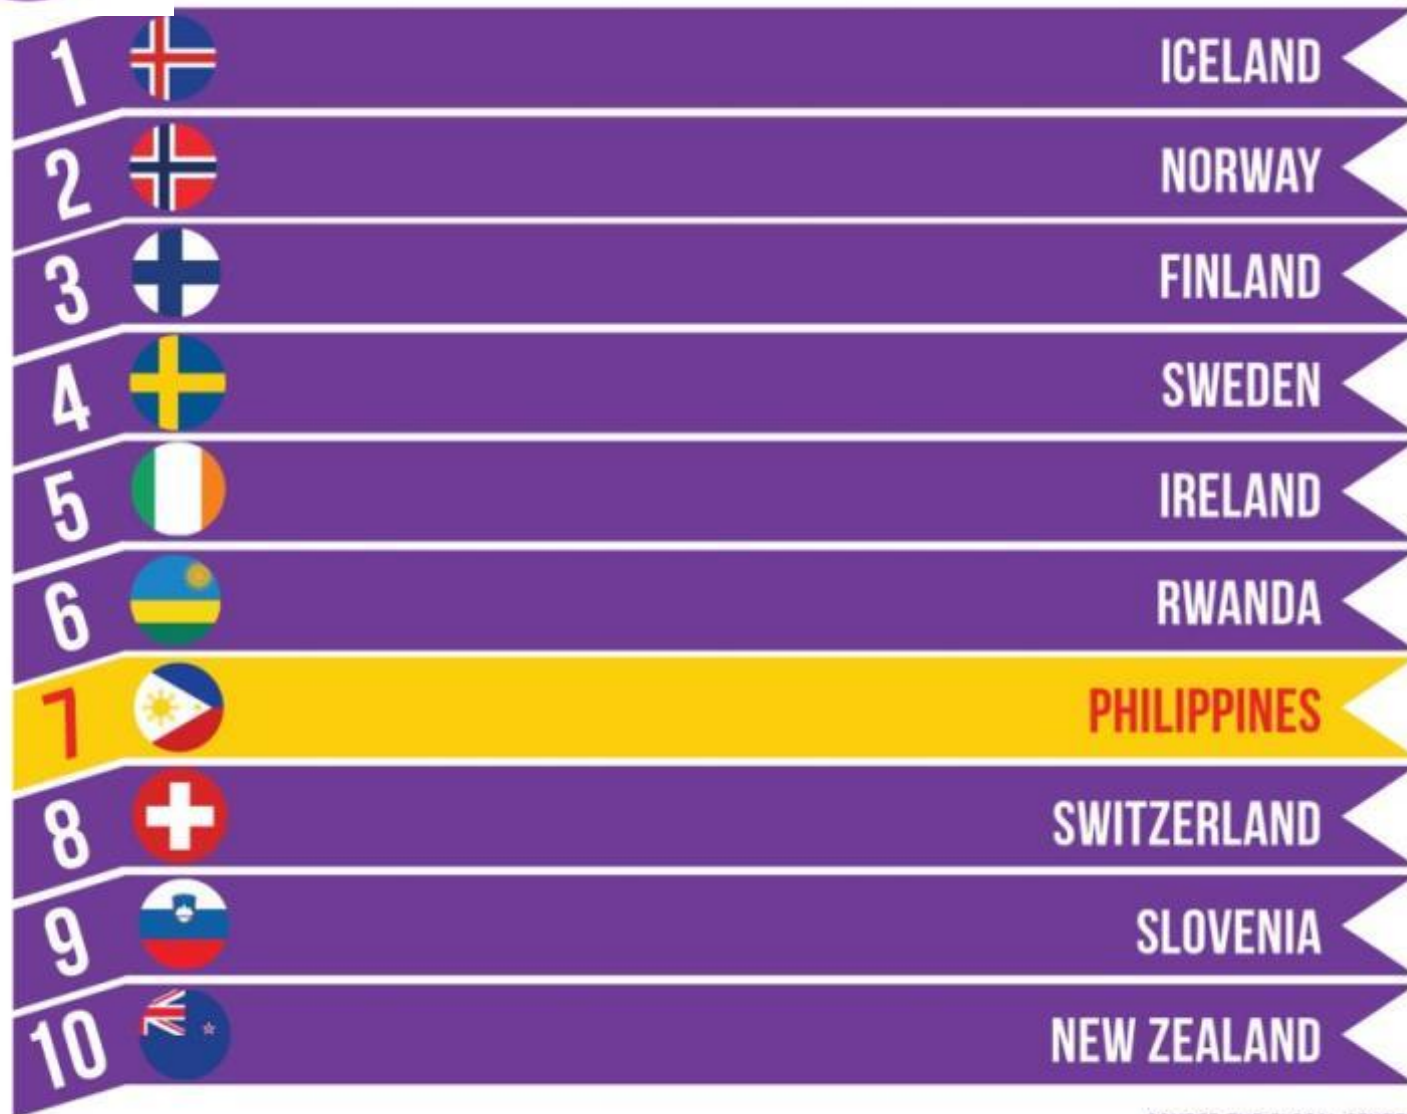 1 ICELAND
2 NORWAY
3 FINLAND
4 SWEDEN
5 IRELAND
6 RWANDA
7 PHILIPPINES
8 SWITZERLAND
9 SLOVENIA
10 NEW ZEALAND